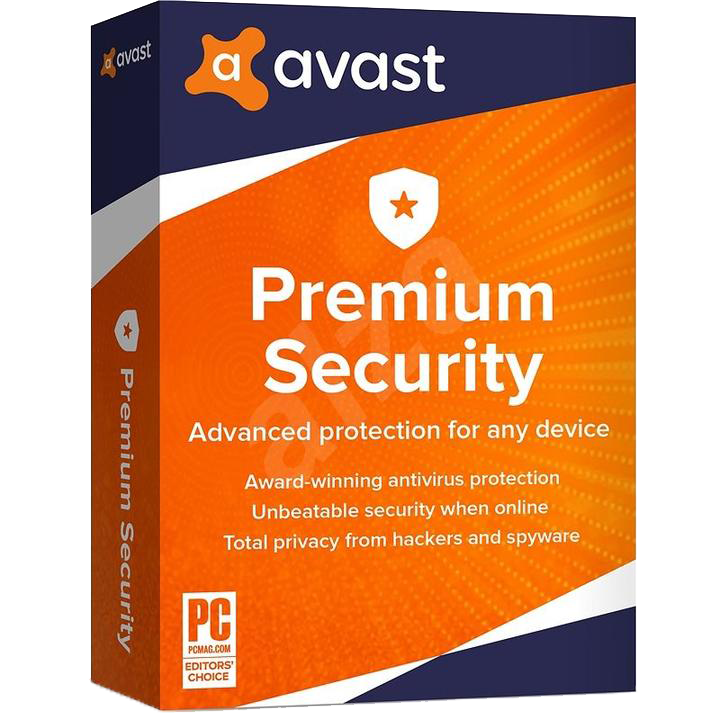 avast
a avast
Premium
Security
Advanced protection for any device
Award-winning antivirus protection
Unbeatable security when online
Total privacy from hackers and spyware
Premium Security
PC
PCMAG.COM
EDITORS'
CHOICE
alza